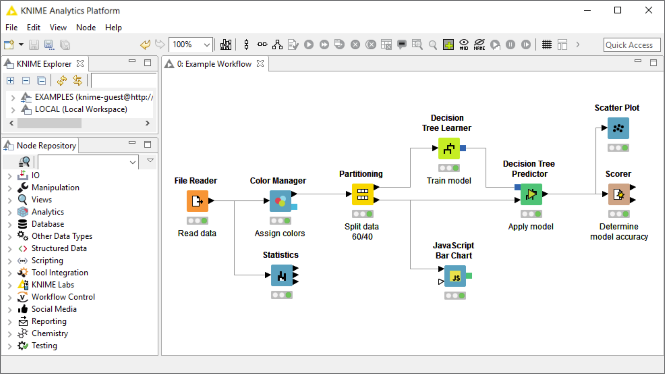 KNIME Analytics Platform
File Edit View Node Help
100%
Quick Access
KNIME Explorer
EXAMPLES (knime-guest@http://
LOCAL (Local Workspace)
Node Repository
IO
Manipulation
Views
Analytics
Database
Other Data Types
Structured Data
Scripting
Tool Integration
KNIME Labs
Workflow Control
Social Media
Reporting
Chemistry
Testing
0: Example Workflow
File Reader
Read data
Color Manager
Assign colors
Statistics
Partitioning
Split data
60/40
Decision
Tree Learner
Train model
JavaScript
Bar Chart
JS
Decision Tree
Predictor
Apply model
Scatter Plot
Scorer
Determine
model accuracy